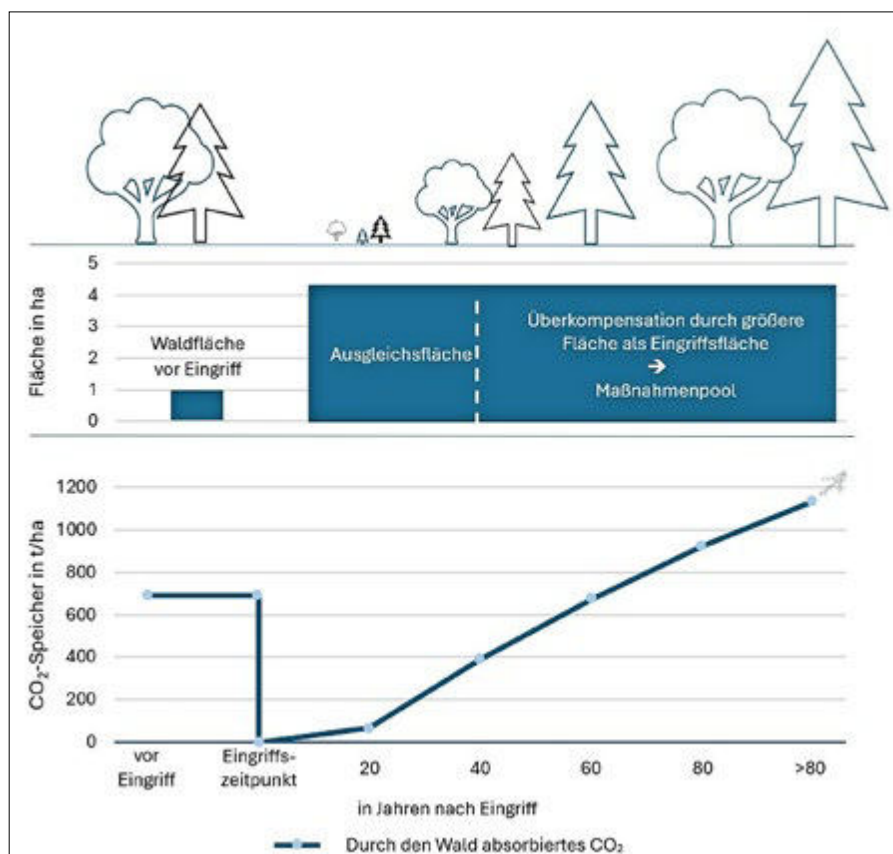 Fläche in ha
5
4
3
2
1
0
Waldfläche
vor Eingriff
Ausgleichsfläche
Überkompensation durch größere
Fläche als Eingriffsfläche
➔
Maßnahmenpool
CO₂-Speicher in t/ha
1200
1000
800
600
400
200
0
vor
Eingriff
Eingriffs-
zeitpunkt
20
40
60
80
>80
in Jahren nach Eingriff
Durch den Wald absorbiertes CO₂